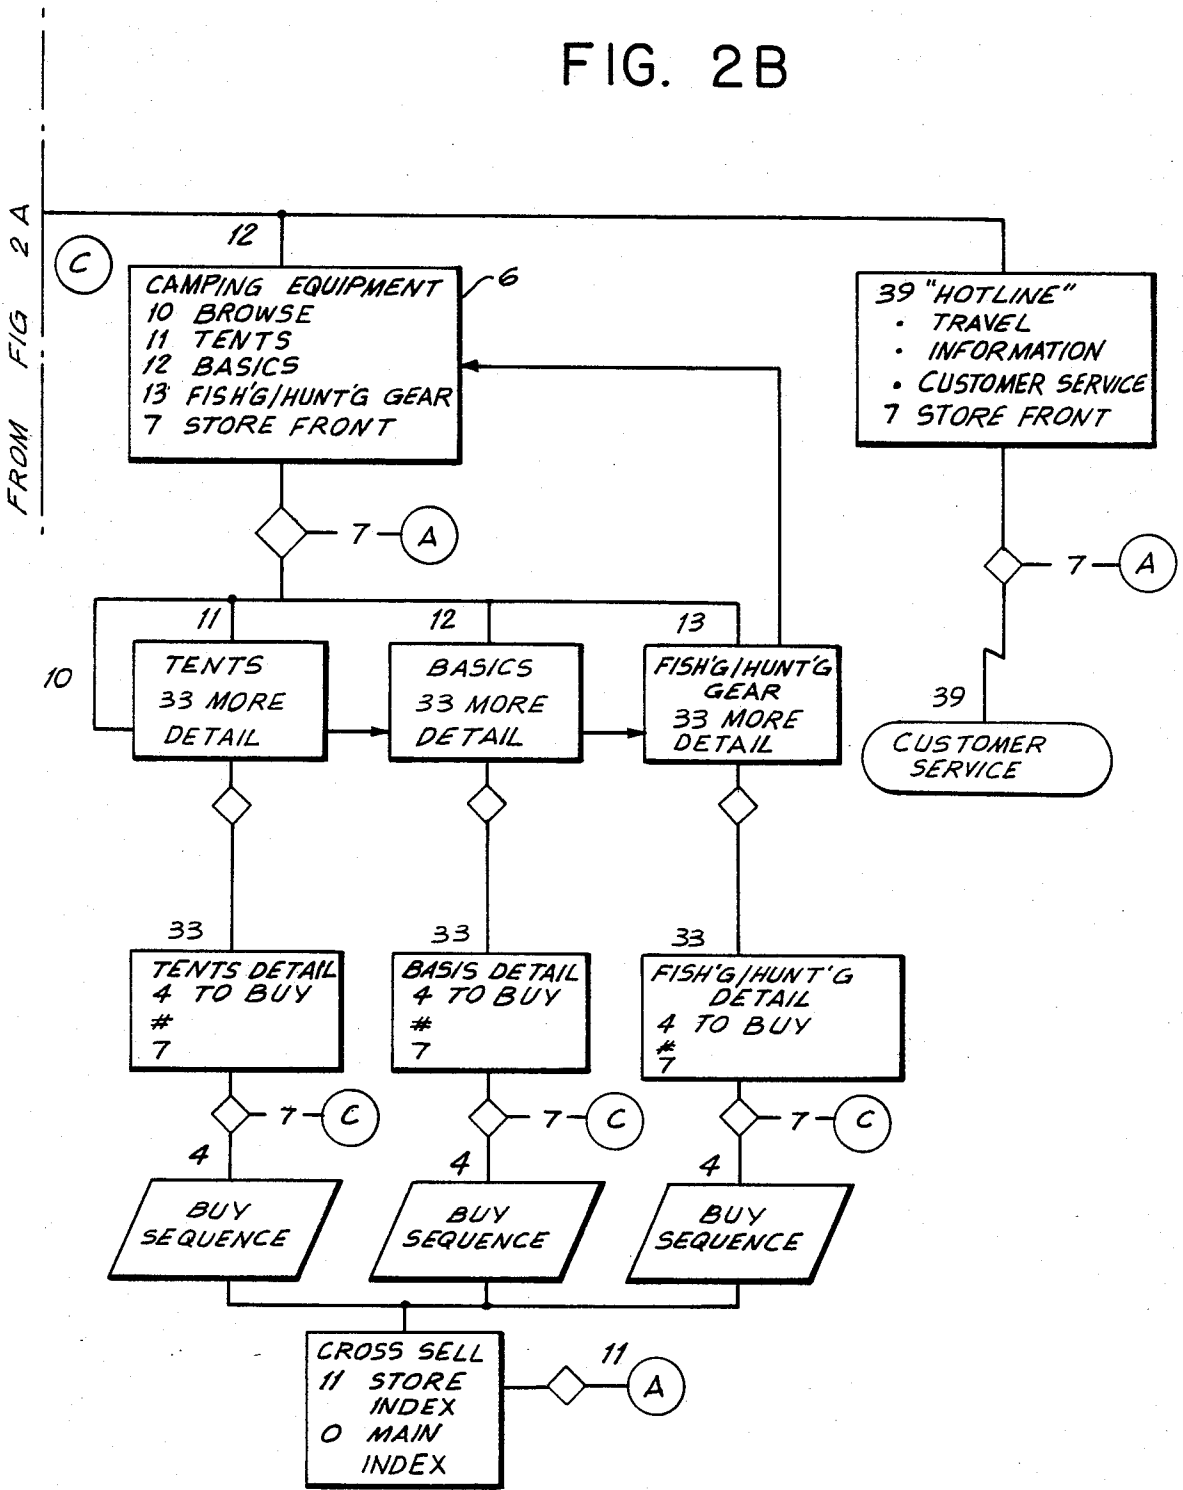 FIG. 2B
FROM FIG 2A
C
12
6
CAMPING EQUIPMENT
10 BROWSE
11 TENTS
12 BASICS
13 FISH'G/HUNT'G GEAR
7 STORE FRONT
39 "HOTLINE"
• TRAVEL
• INFORMATION
• CUSTOMER SERVICE
7 STORE FRONT
7 A
7 A
10
11
TENTS
33 MORE
DETAIL
12
BASICS
33 MORE
DETAIL
13
FISH'G/HUNT'G
GEAR
33 MORE
DETAIL
39
CUSTOMER
SERVICE
33
TENTS DETAIL
4 TO BUY
#
7
33
BASIS DETAIL
4 TO BUY
#
7
33
FISH'G/HUNT'G
DETAIL
4 TO BUY
#
7
7 C
7 C
7 C
4
BUY
SEQUENCE
4
BUY
SEQUENCE
4
BUY
SEQUENCE
CROSS SELL
11 STORE
INDEX
0 MAIN
INDEX
11
A